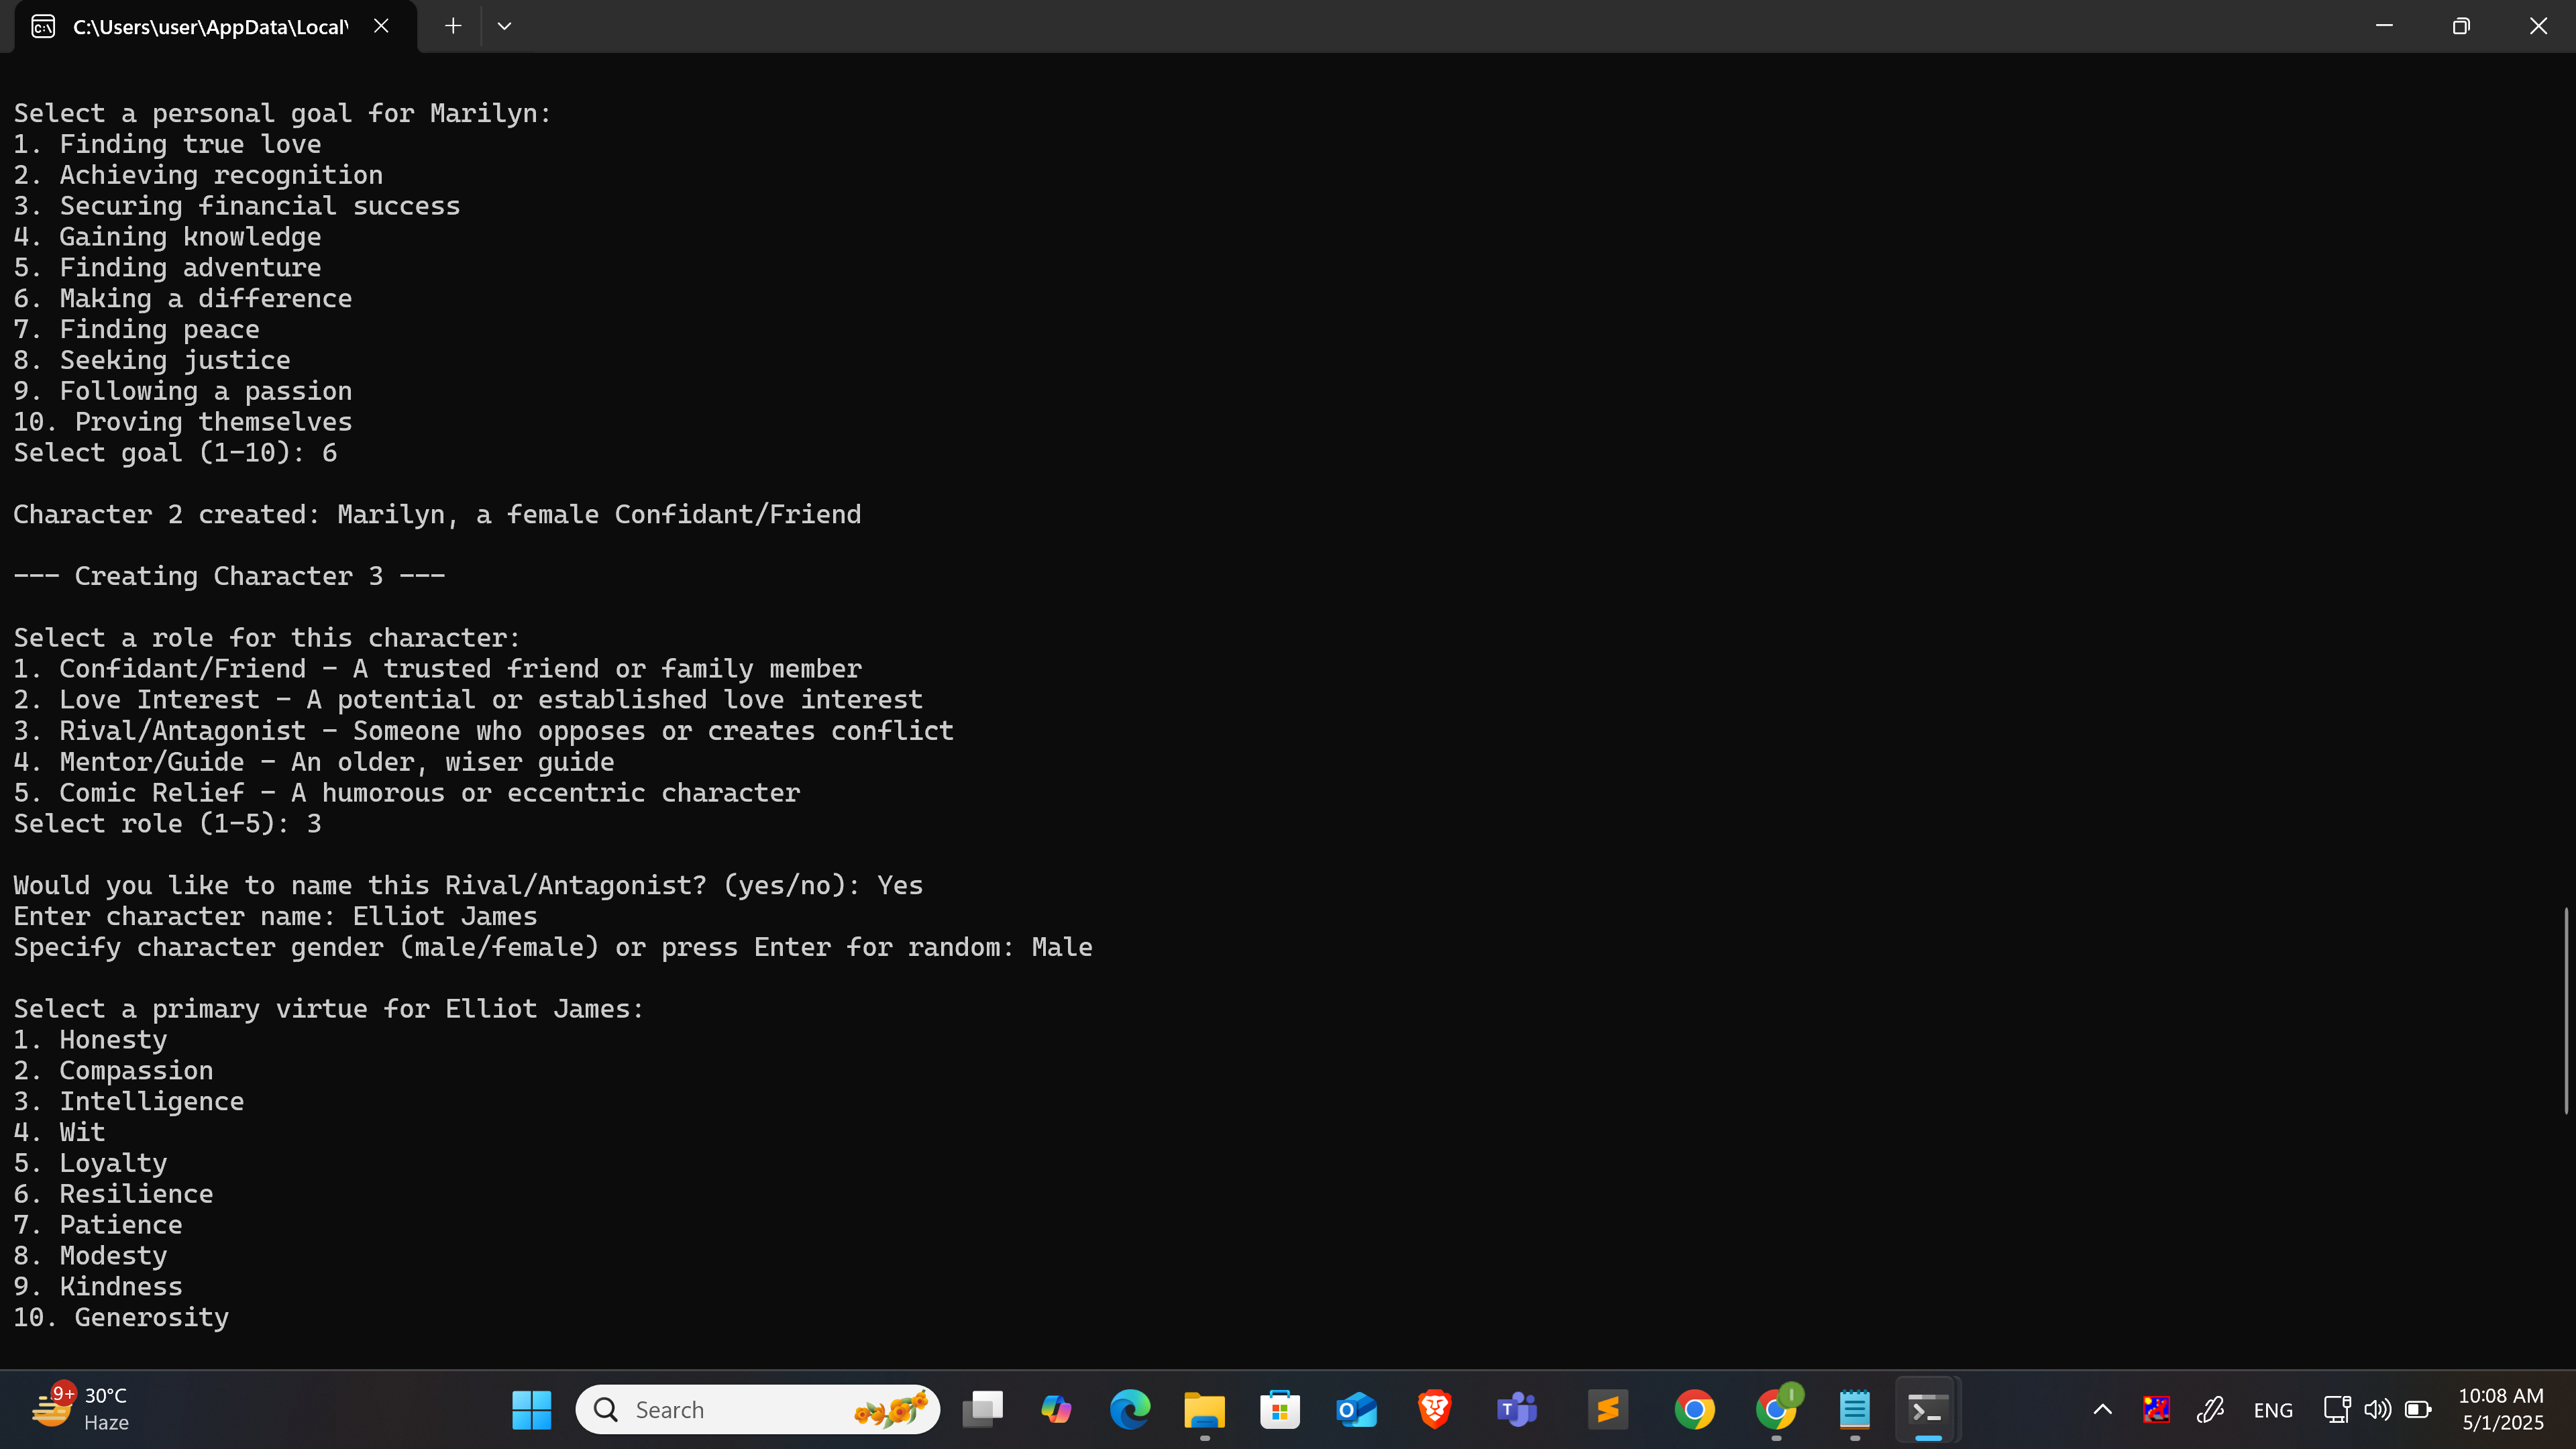 C:\Users\user\AppData\Local\
Select a personal goal for Marilyn:
1. Finding true love
2. Achieving recognition
3. Securing financial success
4. Gaining knowledge
5. Finding adventure
6. Making a difference
7. Finding peace
8. Seeking justice
9. Following a passion
10. Proving themselves
Select goal (1-10): 6
Character 2 created: Marilyn, a female Confidant/Friend
--- Creating Character 3 ---
Select a role for this character:
1. Confidant/Friend - A trusted friend or family member
2. Love Interest - A potential or established love interest
3. Rival/Antagonist - Someone who opposes or creates conflict
4. Mentor/Guide - An older, wiser guide
5. Comic Relief - A humorous or eccentric character
Select role (1-5): 3
Would you like to name this Rival/Antagonist? (yes/no): Yes
Enter character name: Elliot James
Specify character gender (male/female) or press Enter for random: Male
Select a primary virtue for Elliot James:
1. Honesty
2. Compassion
3. Intelligence
4. Wit
5. Loyalty
6. Resilience
7. Patience
8. Modesty
9. Kindness
10. Generosity
9+
30°C
Haze
Search
ENG
10:08 AM
5/1/2025